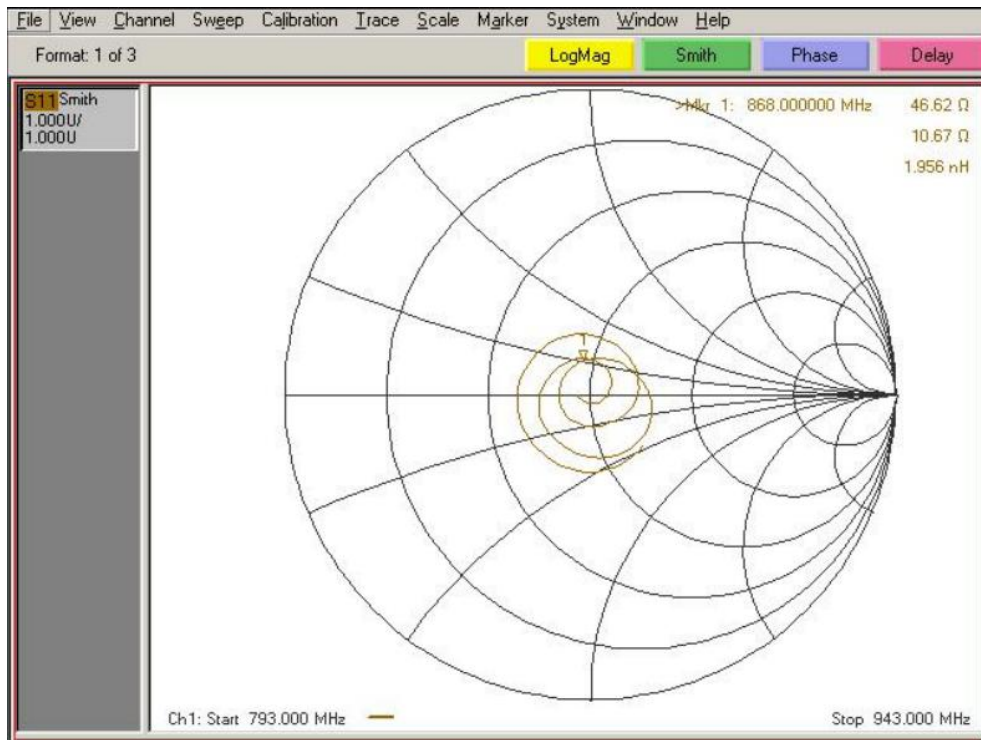 File View Channel Sweep Calibration Trace Scale Marker System Window Help
Format: 1 of 3 LogMag Smith Phase Delay
S11 Smith
1.000U/
1.000U
>Mkr 1: 868.000000 MHz 46.62 Ω
10.67 Ω
1.956 nH
1
Ch1: Start 793.000 MHz Stop 943.000 MHz